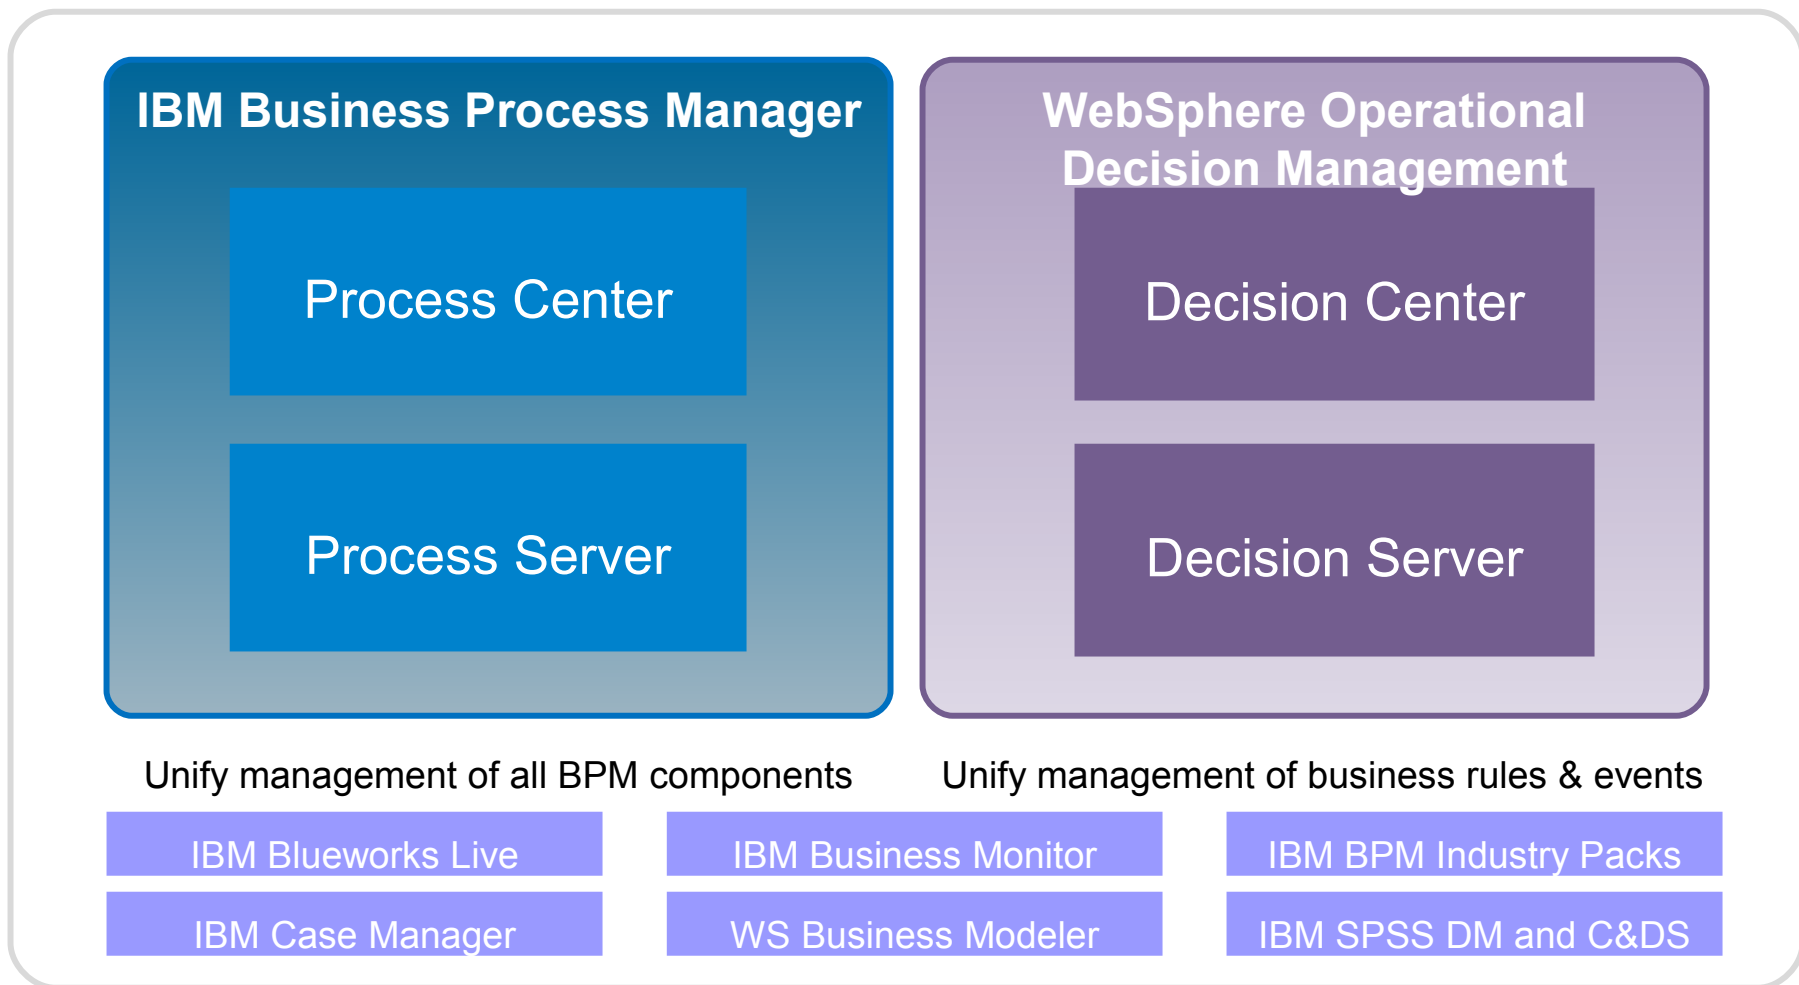 IBM Business Process Manager
Process Center
Process Server
WebSphere Operational
Decision Management
Decision Center
Decision Server
Unify management of all BPM components
Unify management of business rules & events
IBM Blueworks Live
IBM Business Monitor
IBM BPM Industry Packs
IBM Case Manager
WS Business Modeler
IBM SPSS DM and C&DS